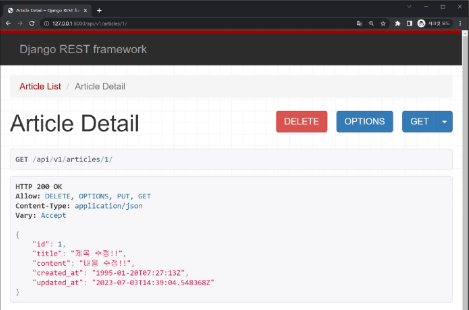 Article Detail – Django REST fr
127.0.0.1:8000/api/v1/articles/1/
Django REST framework
Article List / Article Detail
Article Detail
DELETE
OPTIONS
GET
GET /api/v1/articles/1/
HTTP 200 OK
Allow: DELETE, OPTIONS, PUT, GET
Content-Type: application/json
Vary: Accept
{
"id": 1,
"title": "제목 수정!!",
"content": "내용 수정!!",
"created_at": "1995-01-20T07:27:13Z",
"updated_at": "2023-07-03T14:39:04.548368Z"
}